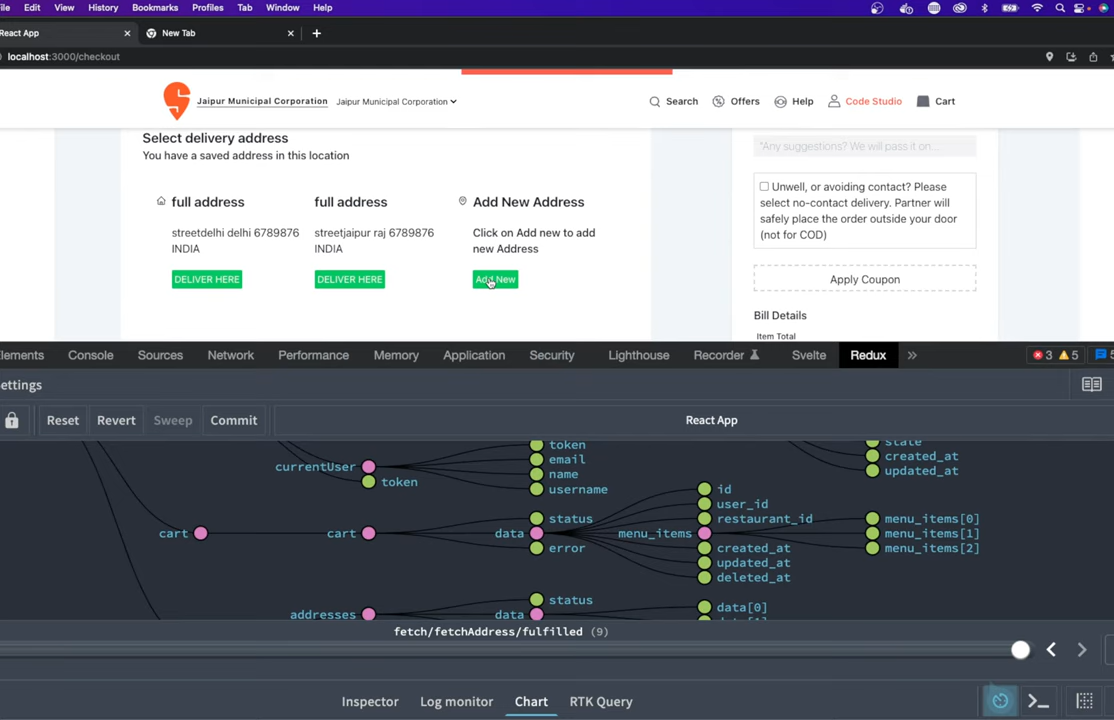 File Edit View History Bookmarks Profiles Tab Window Help
React App
New Tab
localhost:3000/checkout
Jaipur Municipal Corporation
Jaipur Municipal Corporation
Search
Offers
Help
Code Studio
Cart
Select delivery address
You have a saved address in this location
full address
streetdelhi delhi 6789876
INDIA
DELIVER HERE
full address
streetjaipur raj 6789876
INDIA
DELIVER HERE
Add New Address
Click on Add new to add
new Address
Add New
"Any suggestions? We will pass it on...
Unwell, or avoiding contact? Please
select no-contact delivery. Partner will
safely place the order outside your door
(not for COD)
Apply Coupon
Bill Details
Item Total
lements Console Sources Network Performance Memory Application Security Lighthouse Recorder Svelte Redux » 3 5 5
ettings
Reset Revert Sweep Commit
React App
currentUser
token
token
email
name
username
state
created_at
updated_at
cart
cart
data
status
error
menu_items
id
user_id
restaurant_id
created_at
updated_at
deleted_at
menu_items[0]
menu_items[1]
menu_items[2]
addresses
status
data
data[0]
fetch/fetchAddress/fulfilled (9)
Inspector Log monitor Chart RTK Query